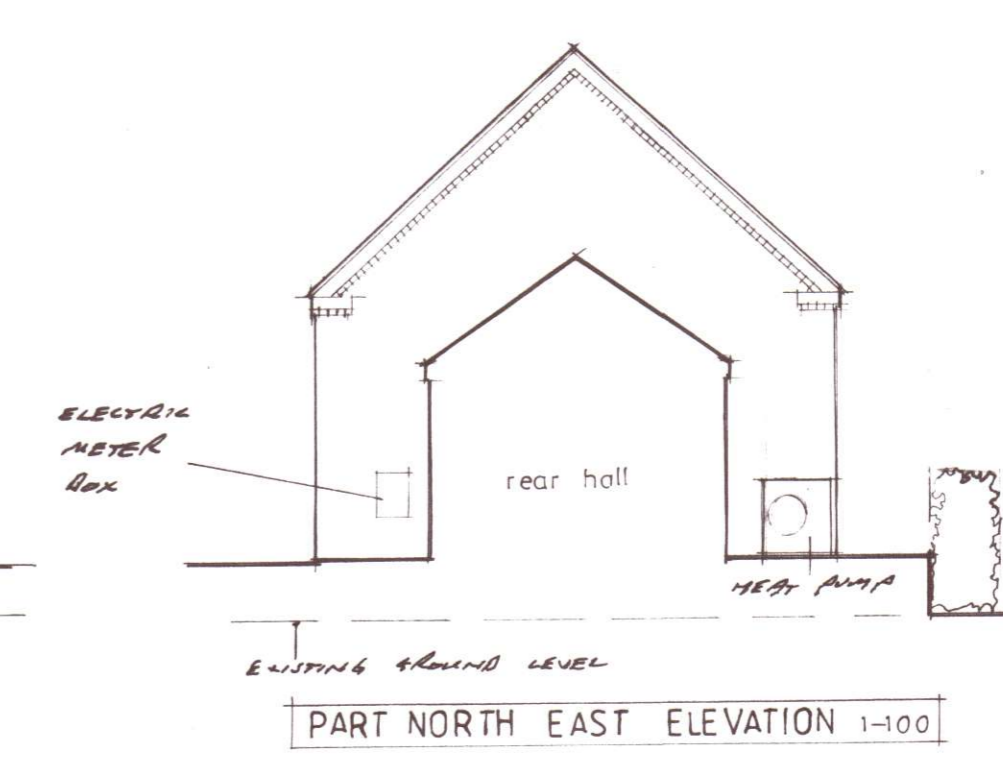 ELECTRIC
METER
BOX
rear hall
HEAT PUMP
EXISTING GROUND LEVEL
PART NORTH EAST ELEVATION 1-100